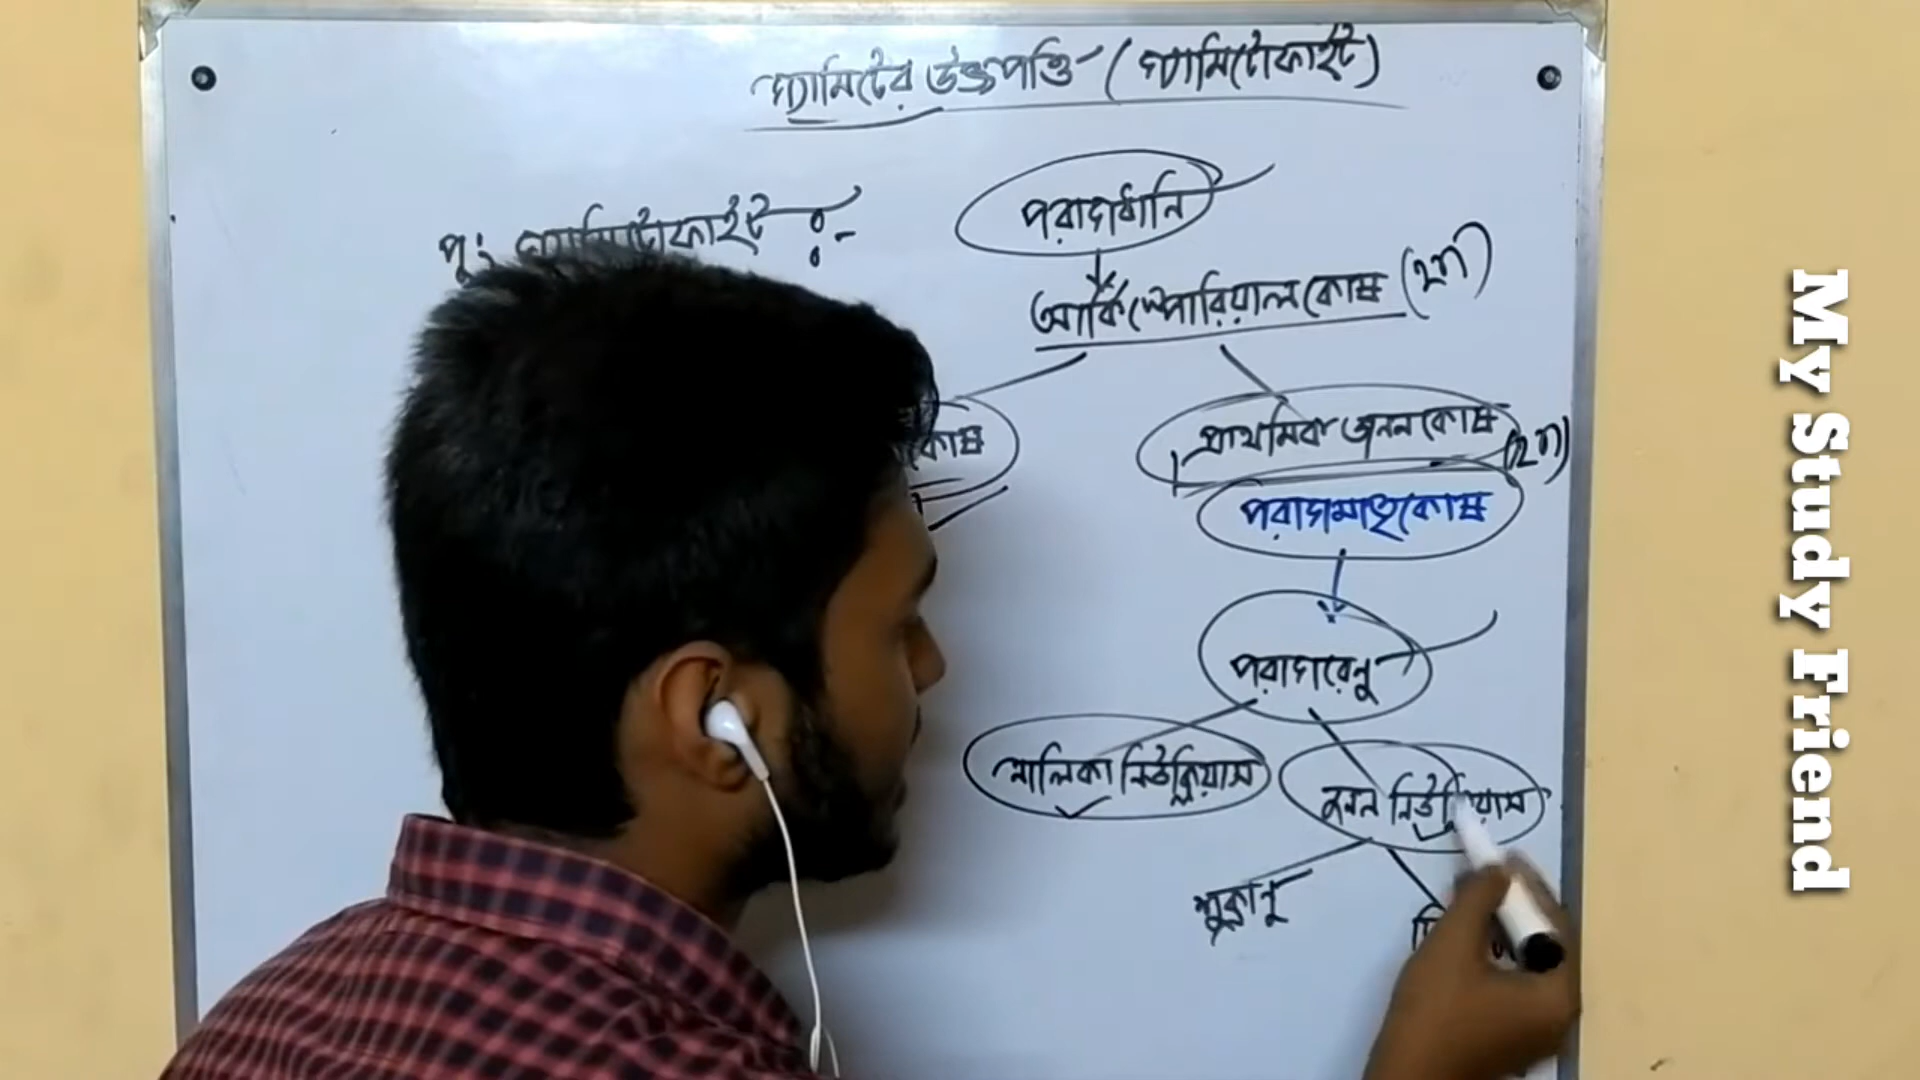 গ্যামিটের উৎপত্তি (গ্যামিটোফাইট)
পরাগধানি
পুং গ্যামিটোফাইট :-
আর্কিস্পোরিয়াল কোষ (2n)
কোষ
প্রাথমিক জনন কোষ (2n)
পরাগমাতৃকোষ
পরাগরেনু
নালিকা নিউক্লিয়াস
জনন নিউক্লিয়াস
শুক্রানু
My Study Friend